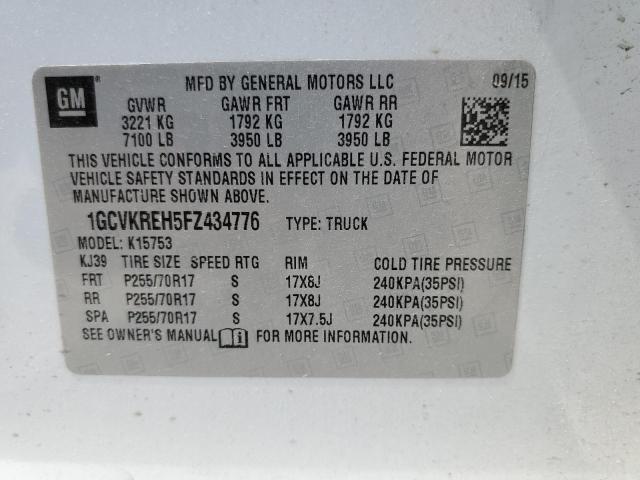 GM
MFD BY GENERAL MOTORS LLC 09/15
GVWR GAWR FRT GAWR RR
3221 KG 1792 KG 1792 KG
7100 LB 3950 LB 3950 LB
THIS VEHICLE CONFORMS TO ALL APPLICABLE U.S. FEDERAL MOTOR
VEHICLE SAFETY STANDARDS IN EFFECT ON THE DATE OF
MANUFACTURE SHOWN ABOVE.
1GCVKREH5FZ434776 TYPE: TRUCK
MODEL: K15753
KJ39 TIRE SIZE SPEED RTG RIM COLD TIRE PRESSURE
FRT P255/70R17 S 17X8J 240KPA(35PSI)
RR P255/70R17 S 17X8J 240KPA(35PSI)
SPA P255/70R17 S 17X7.5J 240KPA(35PSI)
SEE OWNER'S MANUAL i FOR MORE INFORMATION.